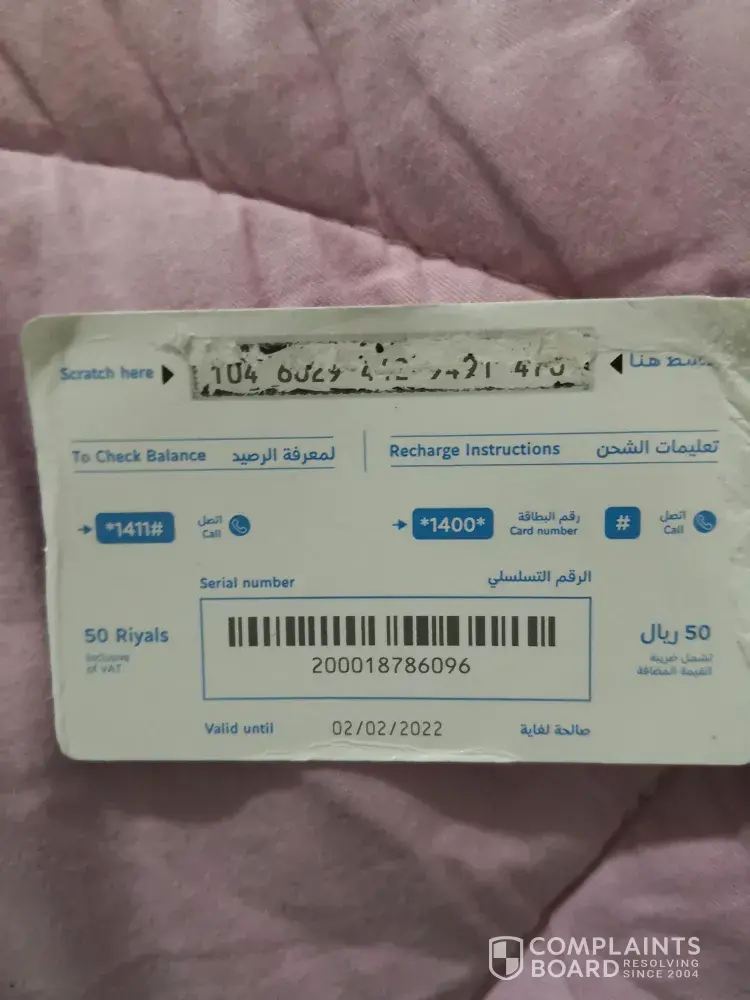 Scratch here
هنا
To Check Balance لمعرفة الرصيد
Recharge Instructions تعليمات الشحن
*1411# اتصل
Call
*1400* رقم البطاقة
Card number
# اتصل
Call
Serial number الرقم التسلسلي
200018786096
50 Riyals
inclusive
of VAT
50 ريال
تشمل ضريبة
القيمة المضافة
Valid until 02/02/2022 صالحة لغاية
COMPLAINTS
BOARD RESOLVING
SINCE 2004